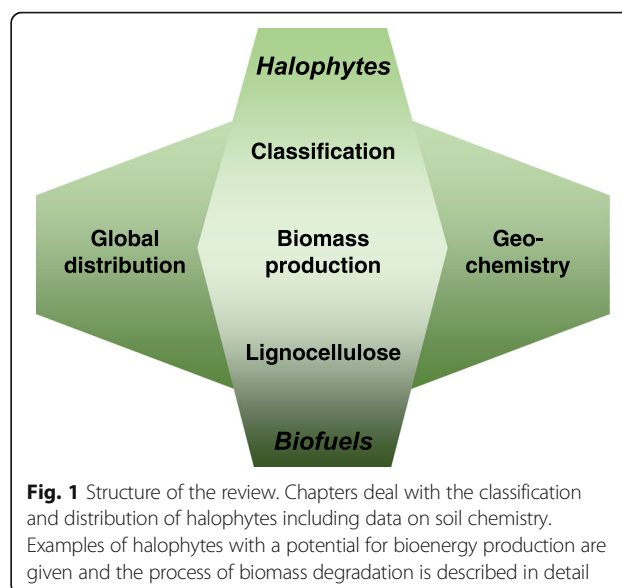 Halophytes
Classification
Global
distribution
Biomass
production
Geo-
chemistry
Lignocellulose
Biofuels
Fig. 1 Structure of the review. Chapters deal with the classification
and distribution of halophytes including data on soil chemistry.
Examples of halophytes with a potential for bioenergy production are
given and the process of biomass degradation is described in detail